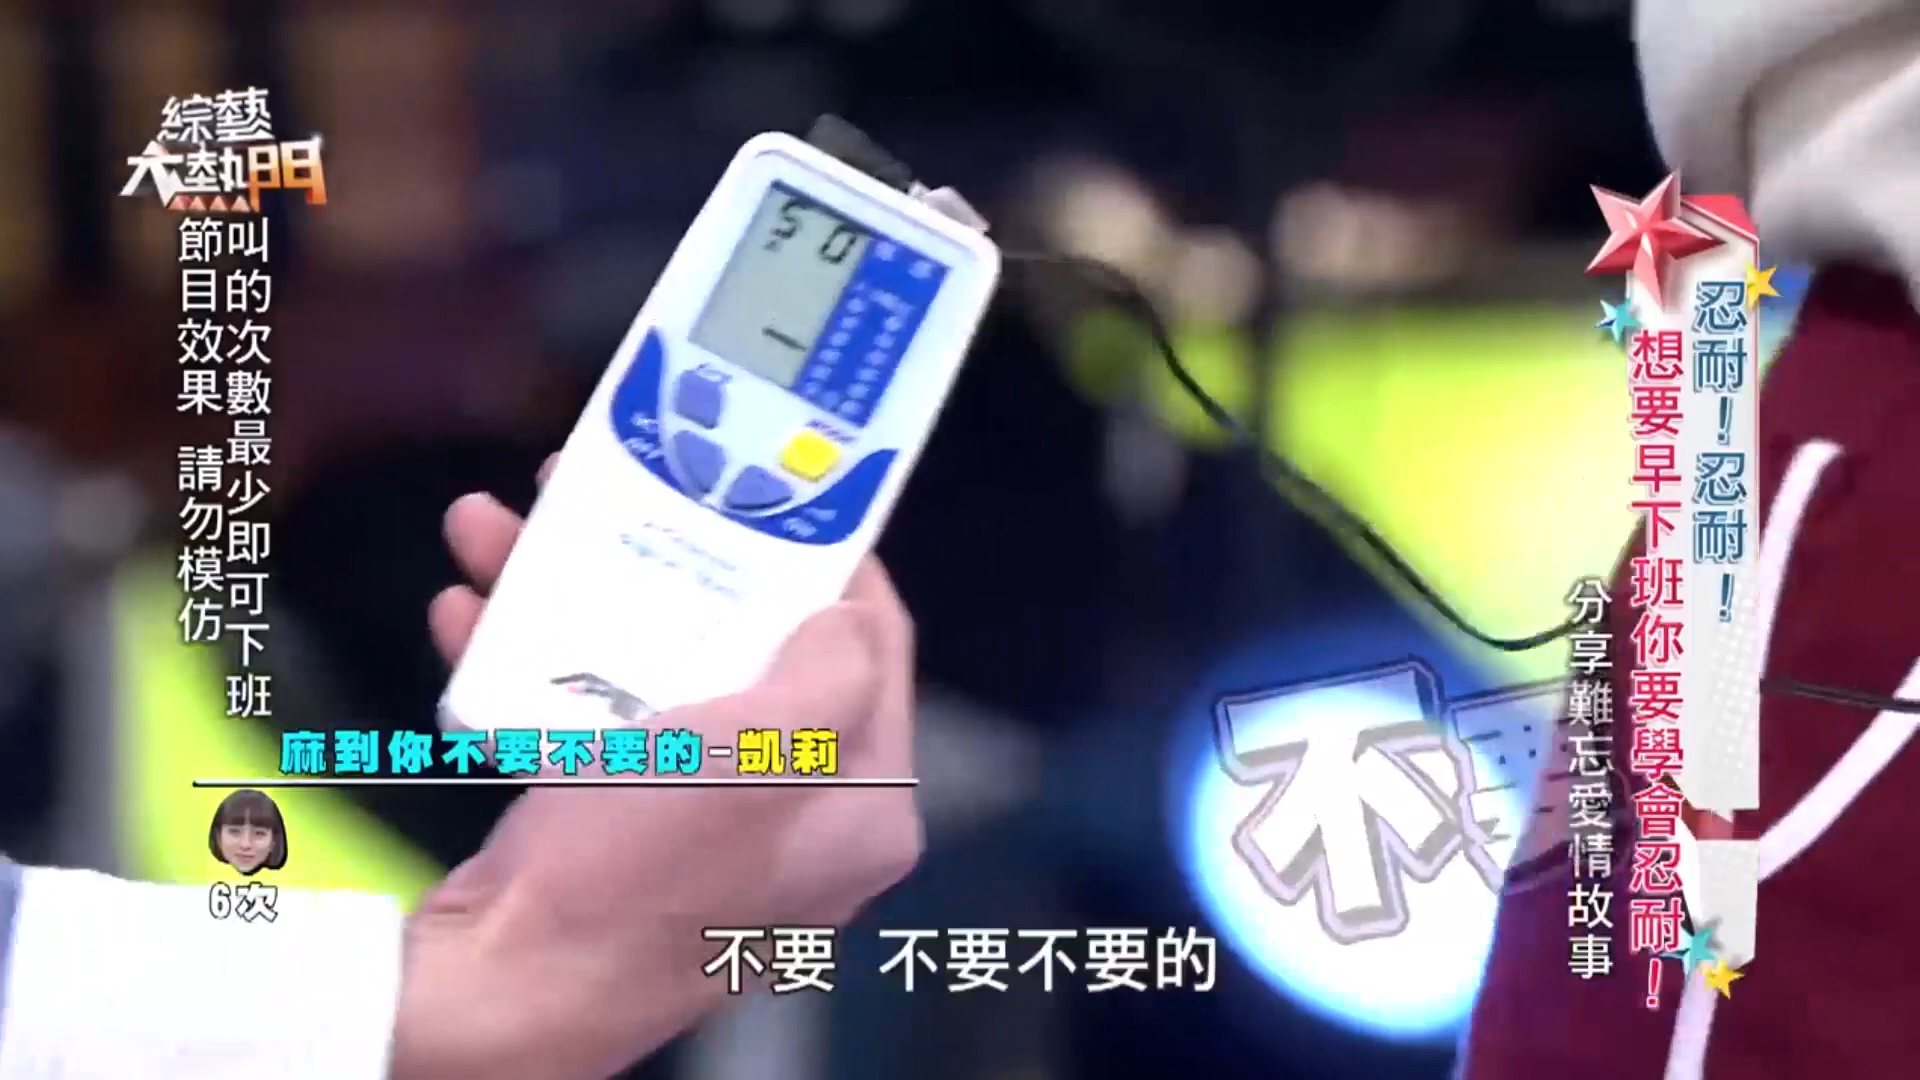 綜藝
大熱門
叫的次數最少即可下班
節目效果 請勿模仿
忍耐！忍耐！
想要早下班你要學會忍耐！
分享難忘愛情故事
50
麻到你不要不要的-凱莉
6次
不
不要 不要不要的